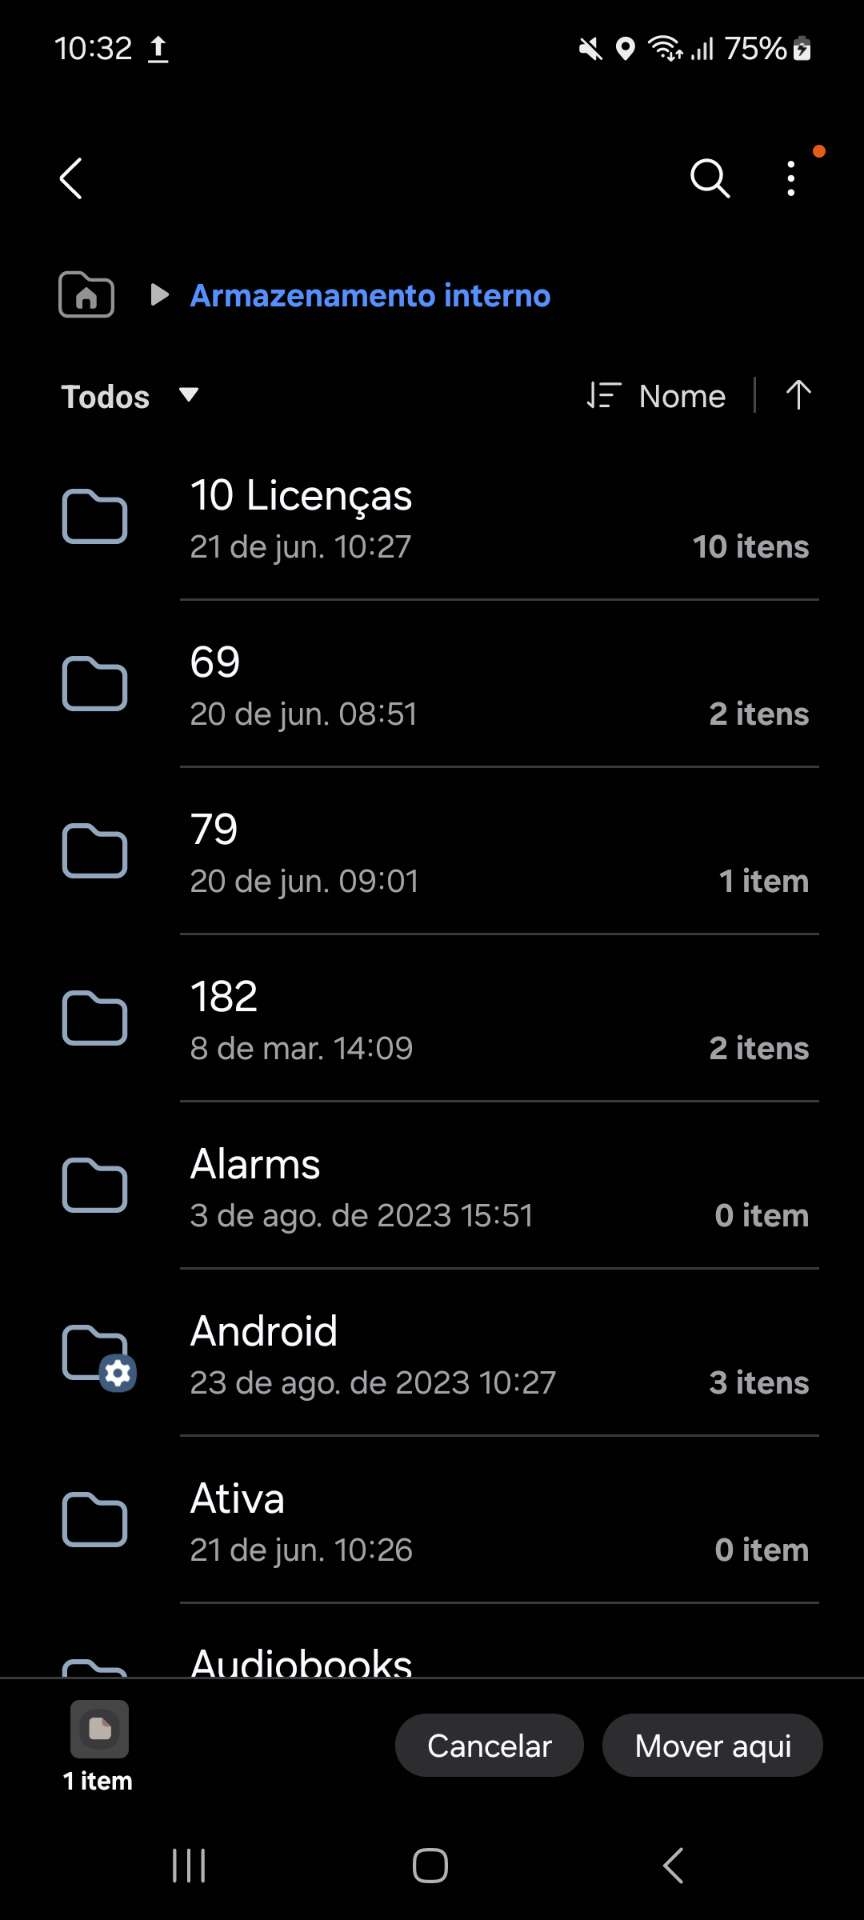 10:32
75%
Armazenamento interno
Todos
Nome
10 Licenças
21 de jun. 10:27
10 itens
69
20 de jun. 08:51
2 itens
79
20 de jun. 09:01
1 item
182
8 de mar. 14:09
2 itens
Alarms
3 de ago. de 2023 15:51
0 item
Android
23 de ago. de 2023 10:27
3 itens
Ativa
21 de jun. 10:26
0 item
Audiobooks
1 item
Cancelar
Mover aqui